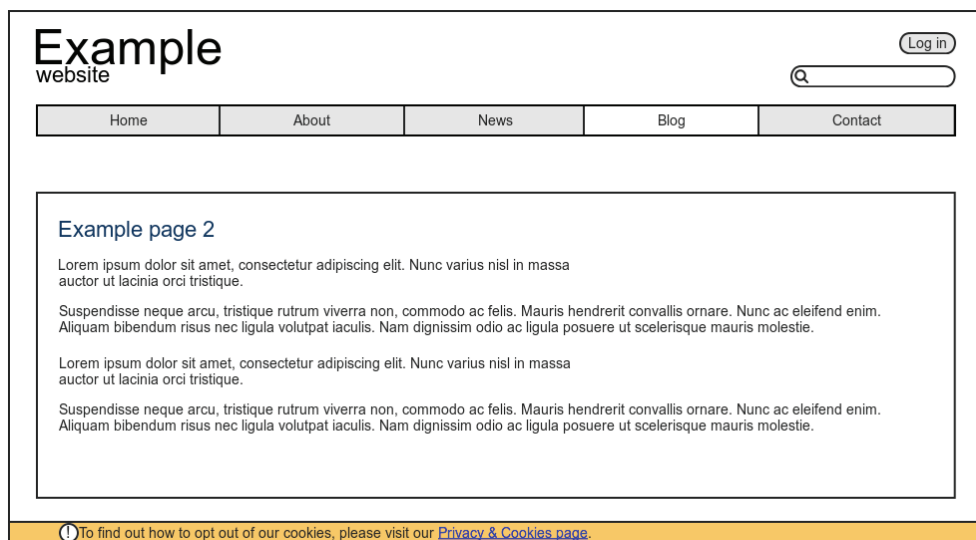 Example
website
Log in
Home About News Blog Contact
Example page 2
Lorem ipsum dolor sit amet, consectetur adipiscing elit. Nunc varius nisl in massa
auctor ut lacinia orci tristique.
Suspendisse neque arcu, tristique rutrum viverra non, commodo ac felis. Mauris hendrerit convallis ornare. Nunc ac eleifend enim.
Aliquam bibendum risus nec ligula volutpat iaculis. Nam dignissim odio ac ligula posuere ut scelerisque mauris molestie.
Lorem ipsum dolor sit amet, consectetur adipiscing elit. Nunc varius nisl in massa
auctor ut lacinia orci tristique.
Suspendisse neque arcu, tristique rutrum viverra non, commodo ac felis. Mauris hendrerit convallis ornare. Nunc ac eleifend enim.
Aliquam bibendum risus nec ligula volutpat iaculis. Nam dignissim odio ac ligula posuere ut scelerisque mauris molestie.
! To find out how to opt out of our cookies, please visit our Privacy & Cookies page.